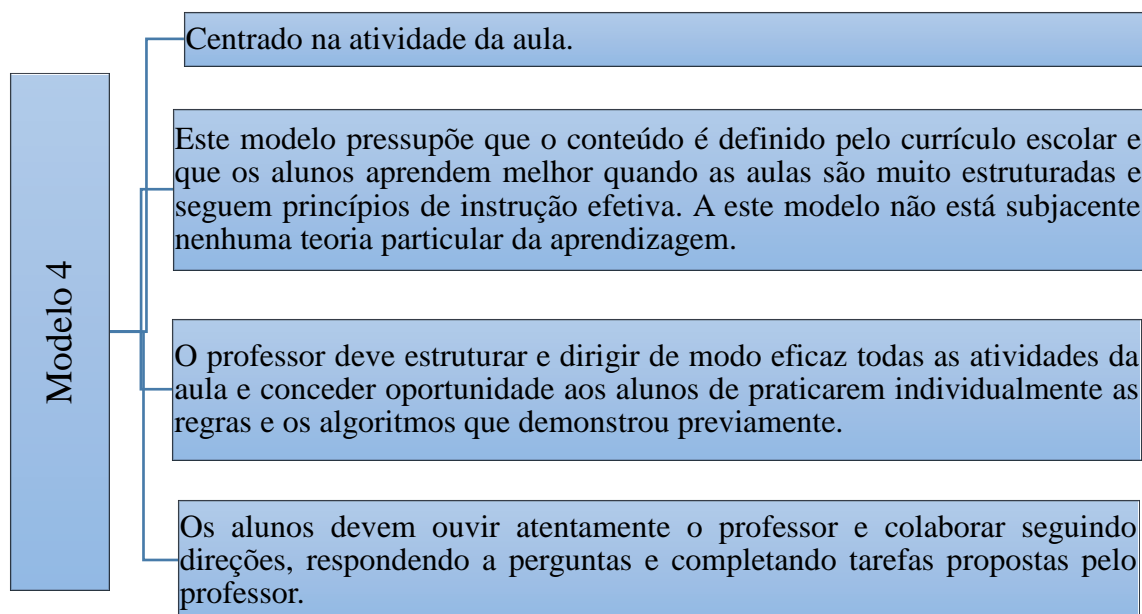 Modelo 4
Centrado na atividade da aula.
Este modelo pressupõe que o conteúdo é definido pelo currículo escolar e
que os alunos aprendem melhor quando as aulas são muito estruturadas e
seguem princípios de instrução efetiva. A este modelo não está subjacente
nenhuma teoria particular da aprendizagem.
O professor deve estruturar e dirigir de modo eficaz todas as atividades da
aula e conceder oportunidade aos alunos de praticarem individualmente as
regras e os algoritmos que demonstrou previamente.
Os alunos devem ouvir atentamente o professor e colaborar seguindo
direções, respondendo a perguntas e completando tarefas propostas pelo
professor.